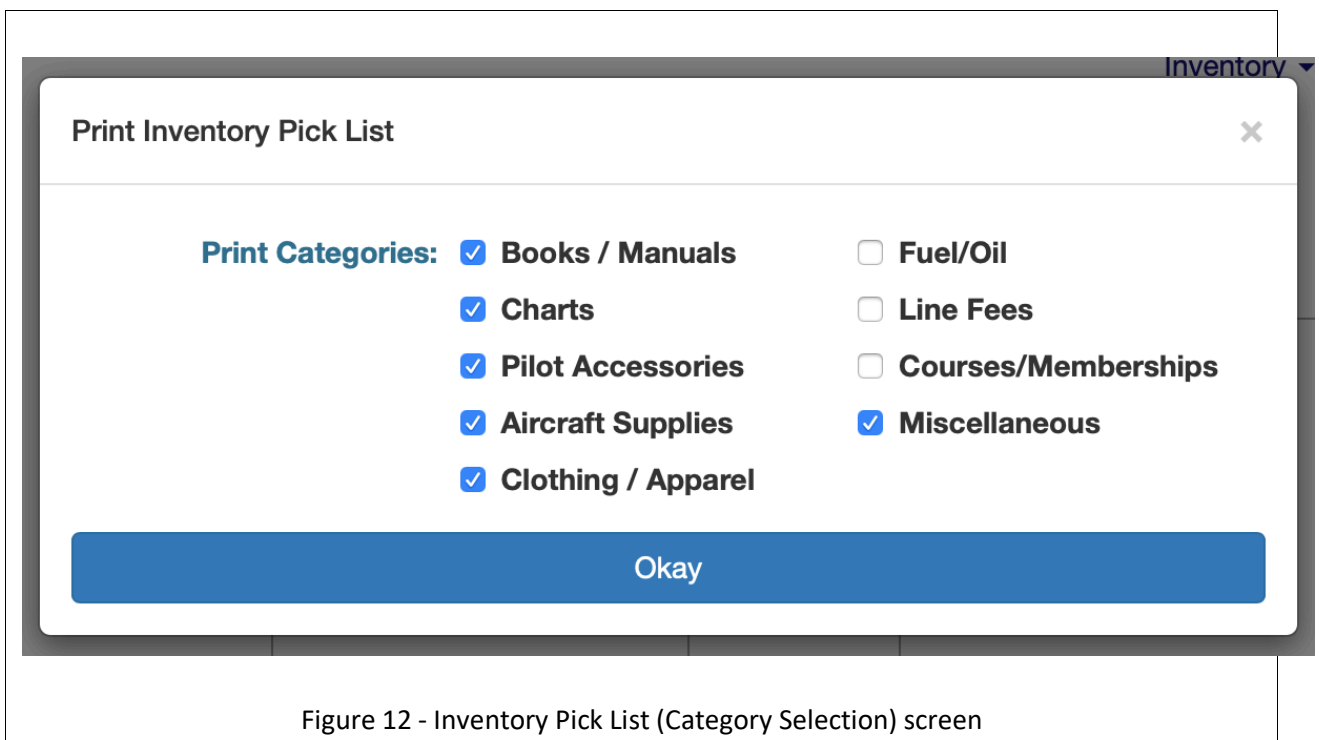 Inventory
Print Inventory Pick List
Print Categories:
Books / Manuals
Fuel/Oil
Charts
Line Fees
Pilot Accessories
Courses/Memberships
Aircraft Supplies
Miscellaneous
Clothing / Apparel
Okay
Figure 12 - Inventory Pick List (Category Selection) screen